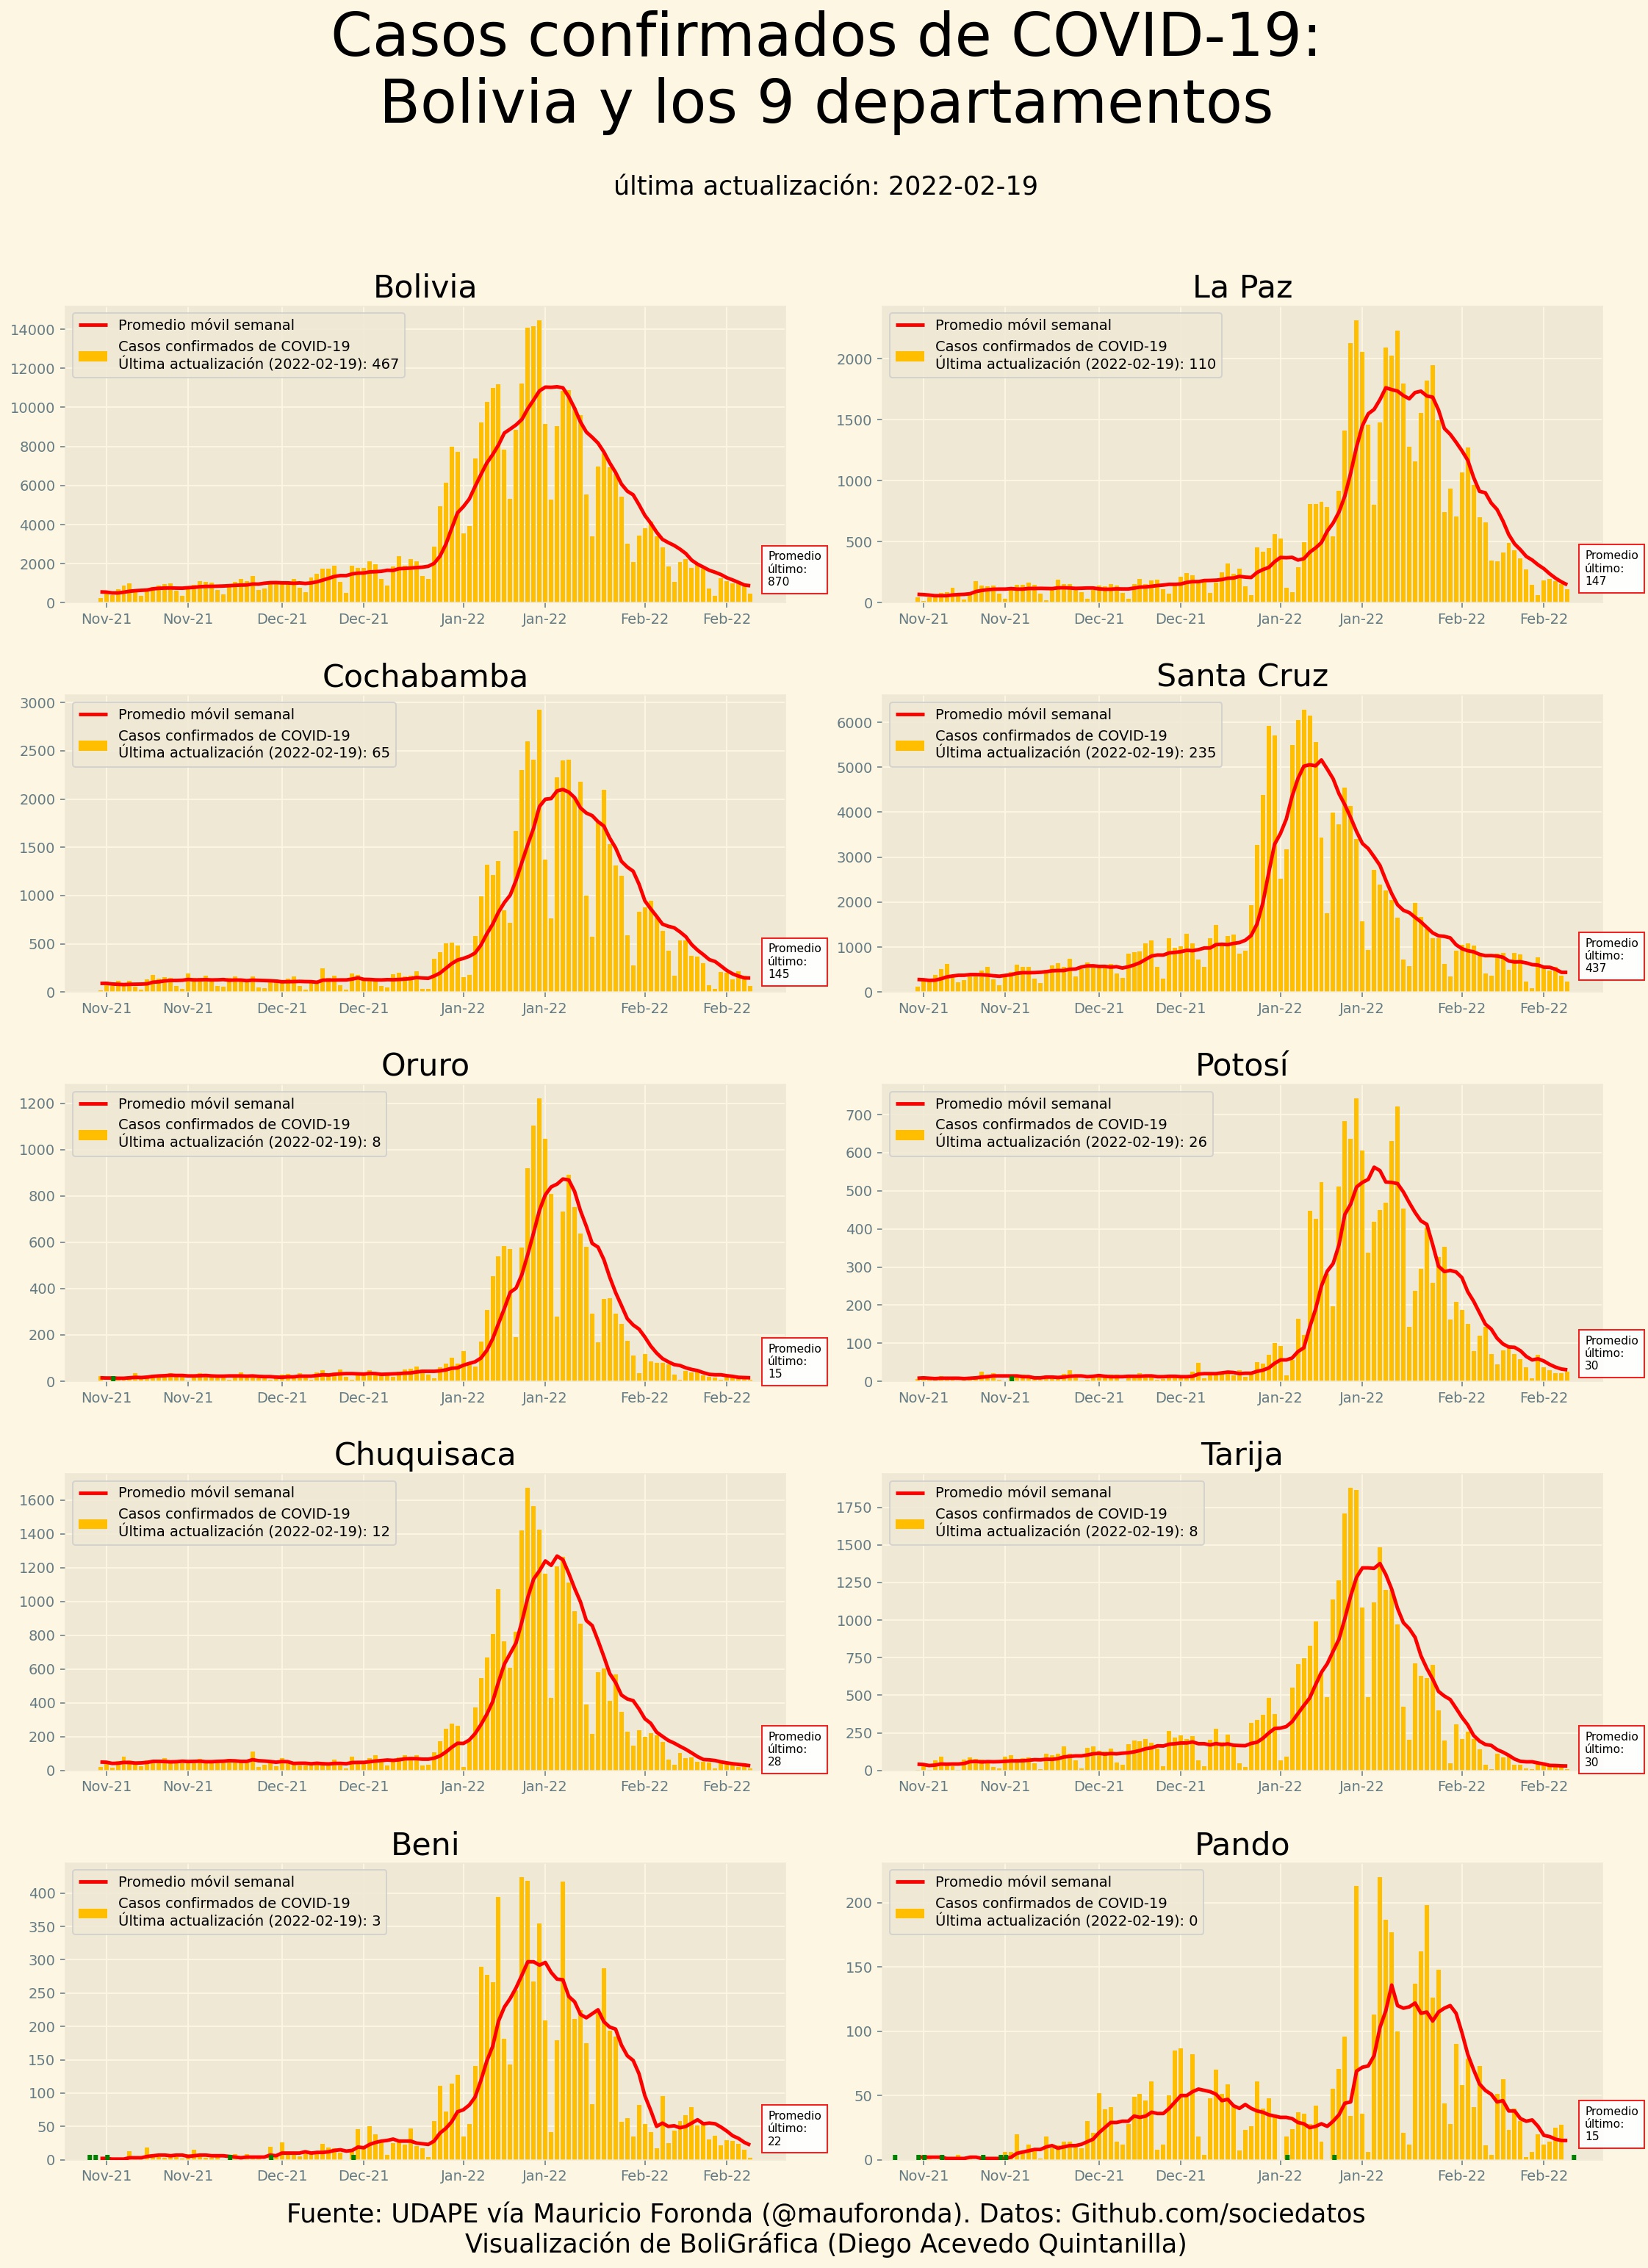 Casos confirmados de COVID-19:
Bolivia y los 9 departamentos
última actualización: 2022-02-19
Bolivia
Promedio móvil semanal
Casos confirmados de COVID-19
Última actualización (2022-02-19): 467
14000
12000
10000
8000
6000
4000
2000
0
Promedio
último:
870
Nov-21 Nov-21 Dec-21 Dec-21 Jan-22 Jan-22 Feb-22 Feb-22
La Paz
Promedio móvil semanal
Casos confirmados de COVID-19
Última actualización (2022-02-19): 110
2000
1500
1000
500
0
Promedio
último:
147
Nov-21 Nov-21 Dec-21 Dec-21 Jan-22 Jan-22 Feb-22 Feb-22
Cochabamba
Promedio móvil semanal
Casos confirmados de COVID-19
Última actualización (2022-02-19): 65
3000
2500
2000
1500
1000
500
0
Promedio
último:
145
Nov-21 Nov-21 Dec-21 Dec-21 Jan-22 Jan-22 Feb-22 Feb-22
Santa Cruz
Promedio móvil semanal
Casos confirmados de COVID-19
Última actualización (2022-02-19): 235
6000
5000
4000
3000
2000
1000
0
Promedio
último:
437
Nov-21 Nov-21 Dec-21 Dec-21 Jan-22 Jan-22 Feb-22 Feb-22
Oruro
Promedio móvil semanal
Casos confirmados de COVID-19
Última actualización (2022-02-19): 8
1200
1000
800
600
400
200
0
Promedio
último:
15
Nov-21 Nov-21 Dec-21 Dec-21 Jan-22 Jan-22 Feb-22 Feb-22
Potosí
Promedio móvil semanal
Casos confirmados de COVID-19
Última actualización (2022-02-19): 26
700
600
500
400
300
200
100
0
Promedio
último:
30
Nov-21 Nov-21 Dec-21 Dec-21 Jan-22 Jan-22 Feb-22 Feb-22
Chuquisaca
Promedio móvil semanal
Casos confirmados de COVID-19
Última actualización (2022-02-19): 12
1600
1400
1200
1000
800
600
400
200
0
Promedio
último:
28
Nov-21 Nov-21 Dec-21 Dec-21 Jan-22 Jan-22 Feb-22 Feb-22
Tarija
Promedio móvil semanal
Casos confirmados de COVID-19
Última actualización (2022-02-19): 8
1750
1500
1250
1000
750
500
250
0
Promedio
último:
30
Nov-21 Nov-21 Dec-21 Dec-21 Jan-22 Jan-22 Feb-22 Feb-22
Beni
Promedio móvil semanal
Casos confirmados de COVID-19
Última actualización (2022-02-19): 3
400
350
300
250
200
150
100
50
0
Promedio
último:
22
Nov-21 Nov-21 Dec-21 Dec-21 Jan-22 Jan-22 Feb-22 Feb-22
Pando
Promedio móvil semanal
Casos confirmados de COVID-19
Última actualización (2022-02-19): 0
200
150
100
50
0
Promedio
último:
15
Nov-21 Nov-21 Dec-21 Dec-21 Jan-22 Jan-22 Feb-22 Feb-22
Fuente: UDAPE vía Mauricio Foronda (@mauforonda). Datos: Github.com/sociedatos
Visualización de BoliGráfica (Diego Acevedo Quintanilla)